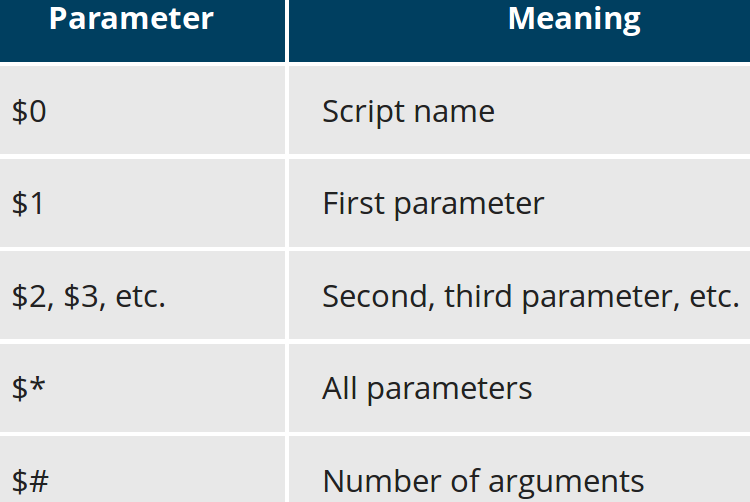 Parameter Meaning
$0 Script name
$1 First parameter
$2, $3, etc. Second, third parameter, etc.
$* All parameters
$# Number of arguments